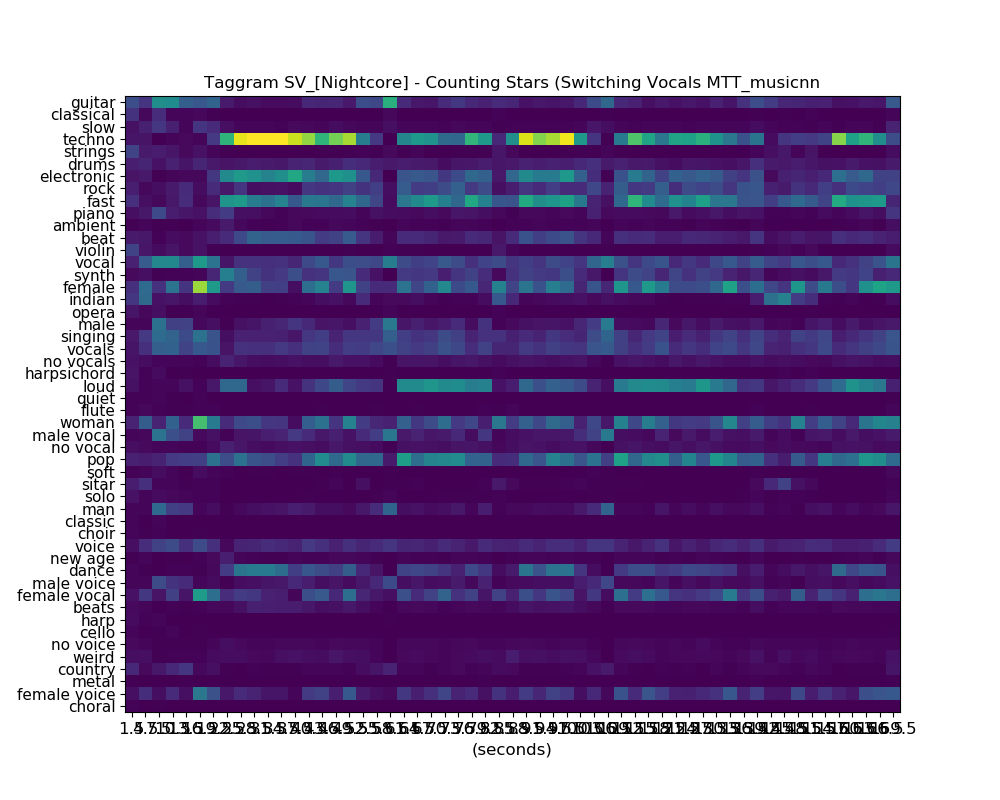 Taggram SV_[Nightcore] - Counting Stars (Switching Vocals MTT_musicnn
guitar
classical
slow
techno
strings
drums
electronic
rock
fast
piano
ambient
beat
violin
vocal
synth
female
indian
opera
male
singing
vocals
no vocals
harpsichord
loud
quiet
flute
woman
male vocal
no vocal
pop
soft
sitar
solo
man
classic
choir
voice
new age
dance
male voice
female vocal
beats
harp
cello
no voice
weird
country
metal
female voice
choral
(seconds)